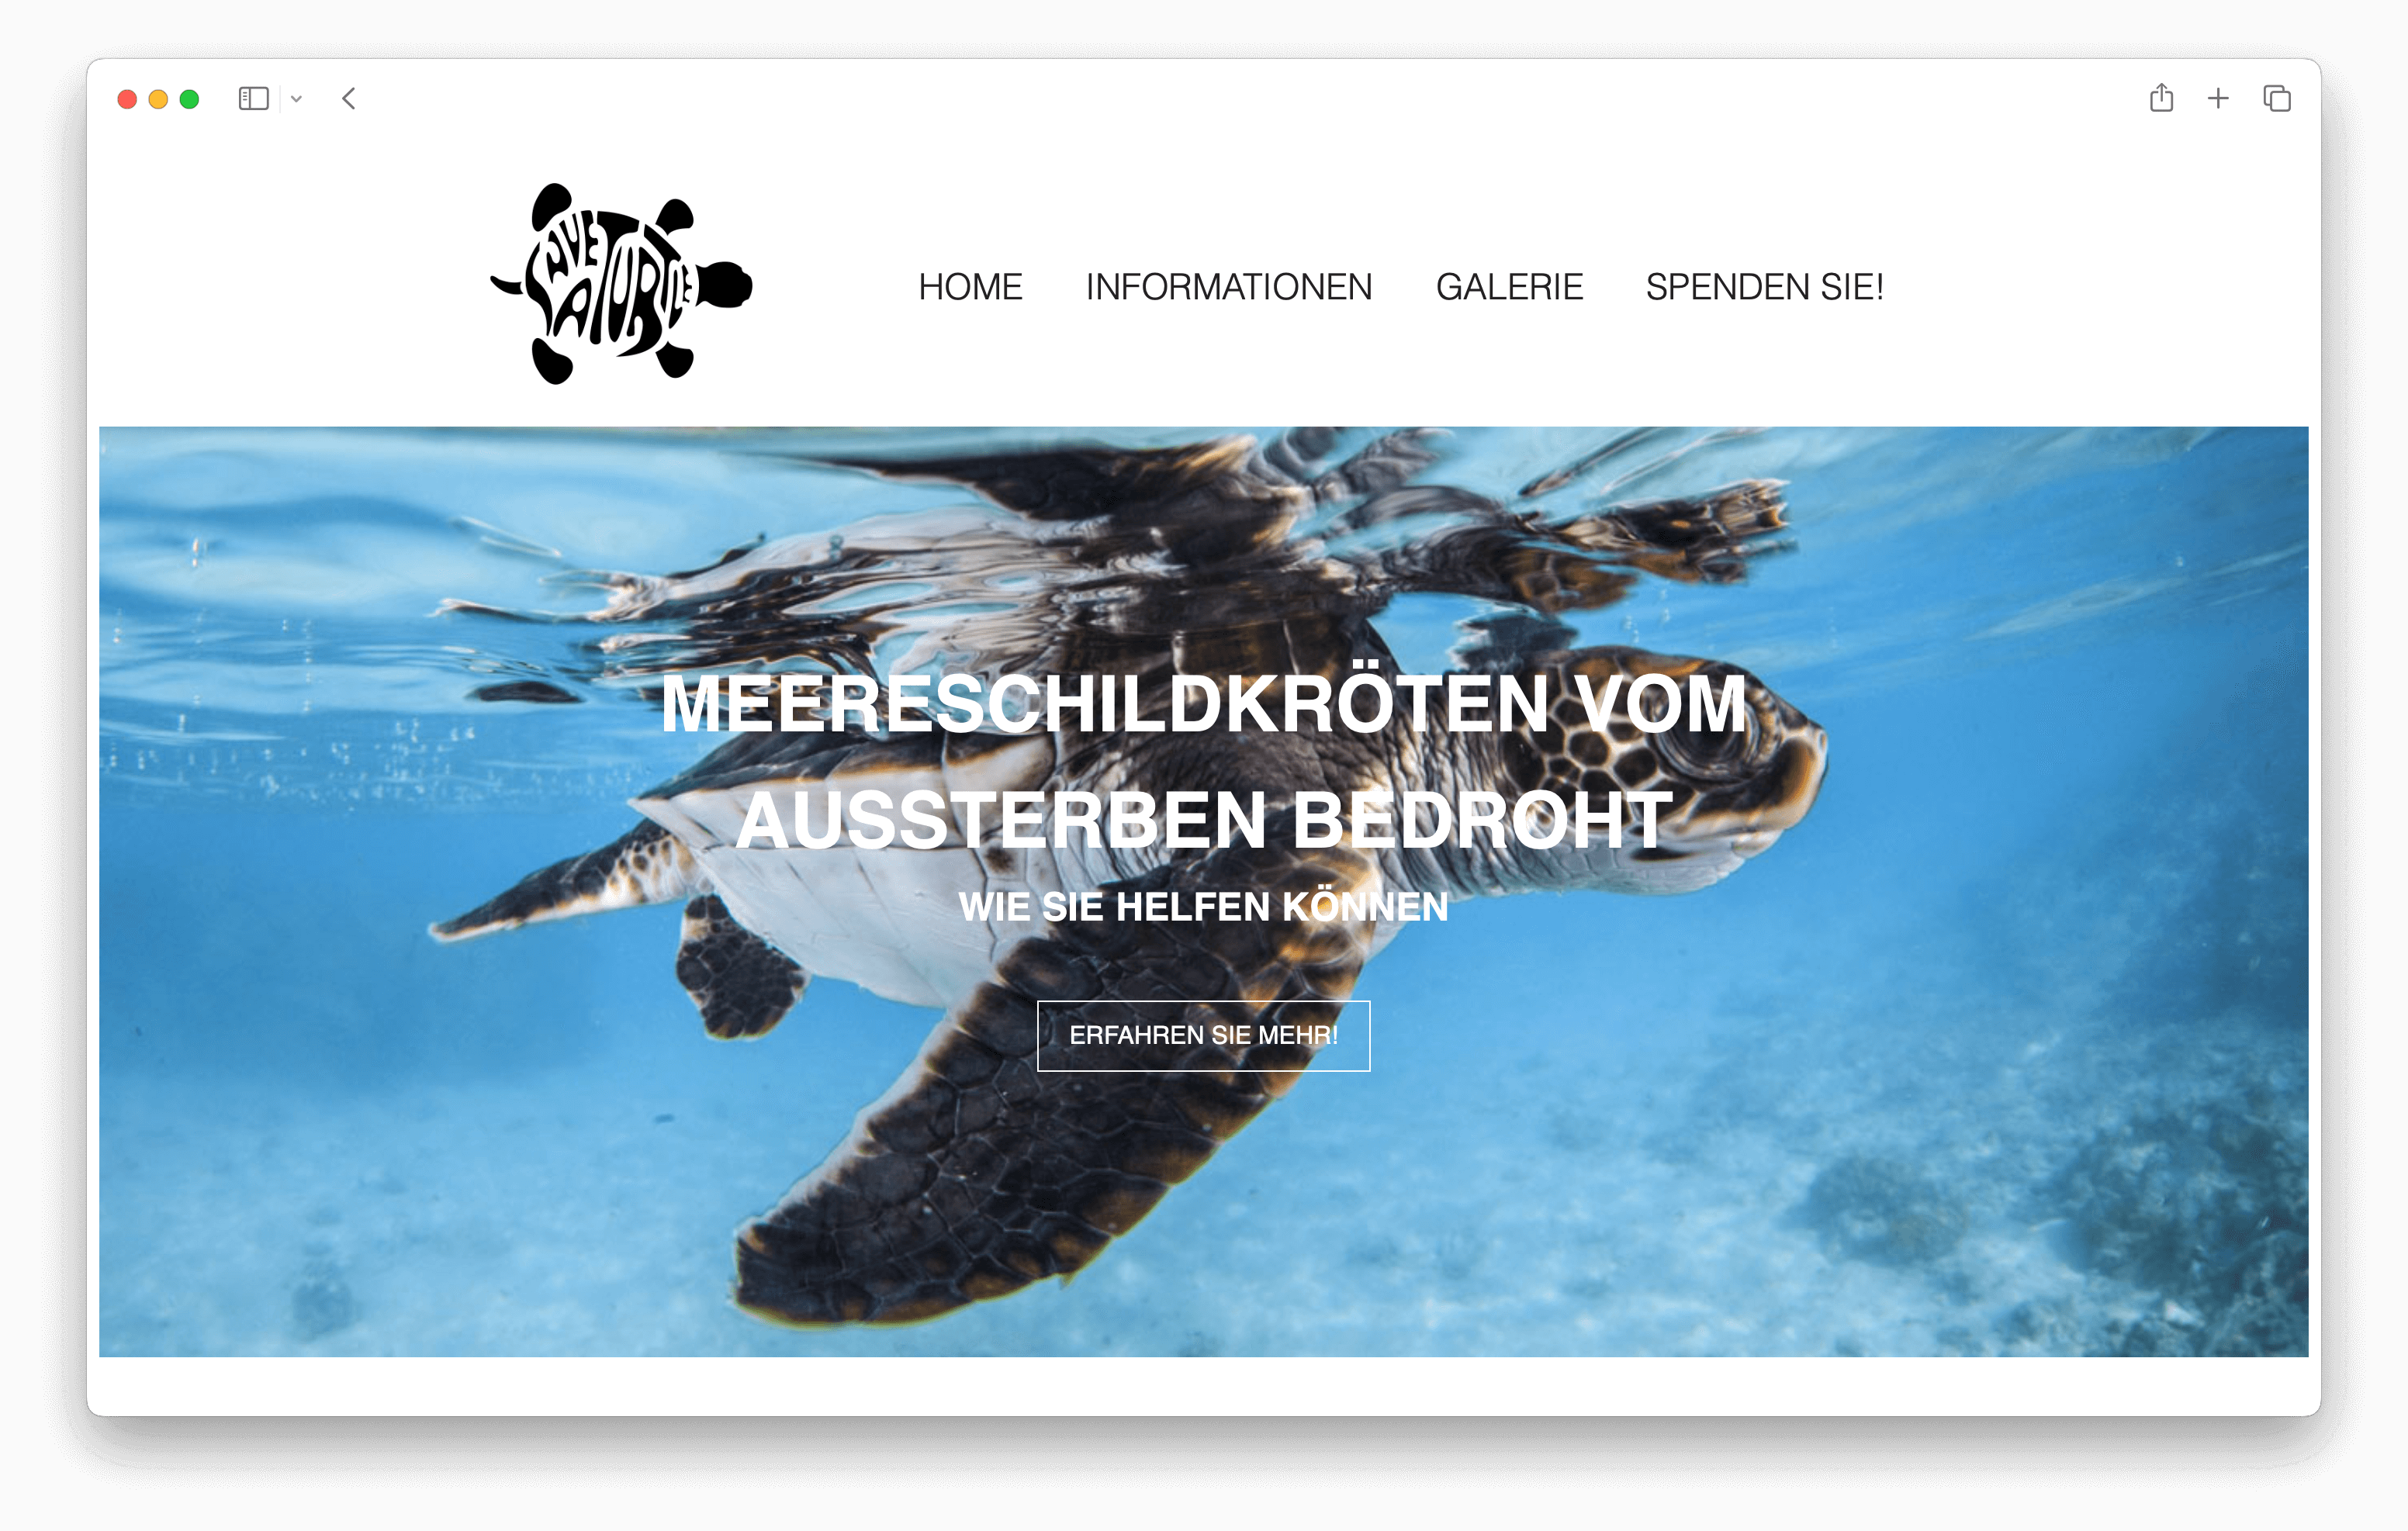 SAVE
A TURTLE
HOME INFORMATIONEN GALERIE SPENDEN SIE!
MEERESCHILDKRÖTEN VOM
AUSSTERBEN BEDROHT
WIE SIE HELFEN KÖNNEN
ERFAHREN SIE MEHR!